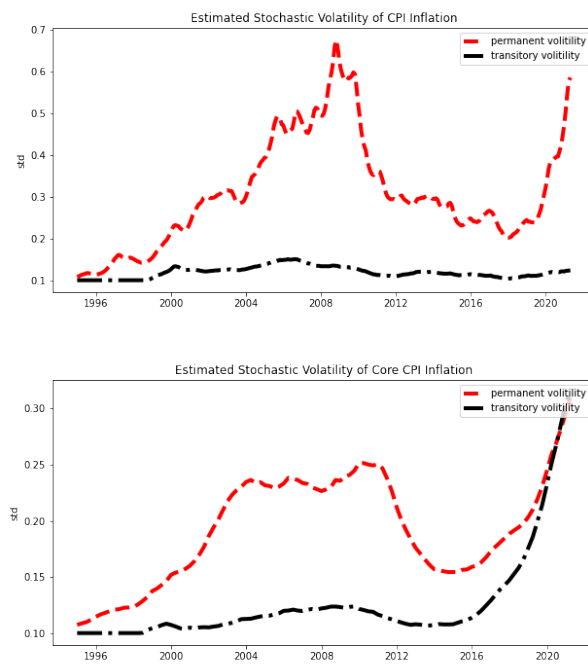 Estimated Stochastic Volatility of CPI Inflation
0.7
0.6
0.5
0.4
0.3
0.2
0.1
std
permanent volitility
transitory volitility
1996 2000 2004 2008 2012 2016 2020
Estimated Stochastic Volatility of Core CPI Inflation
0.30
0.25
0.20
0.15
0.10
std
permanent volitility
transitory volitility
1996 2000 2004 2008 2012 2016 2020